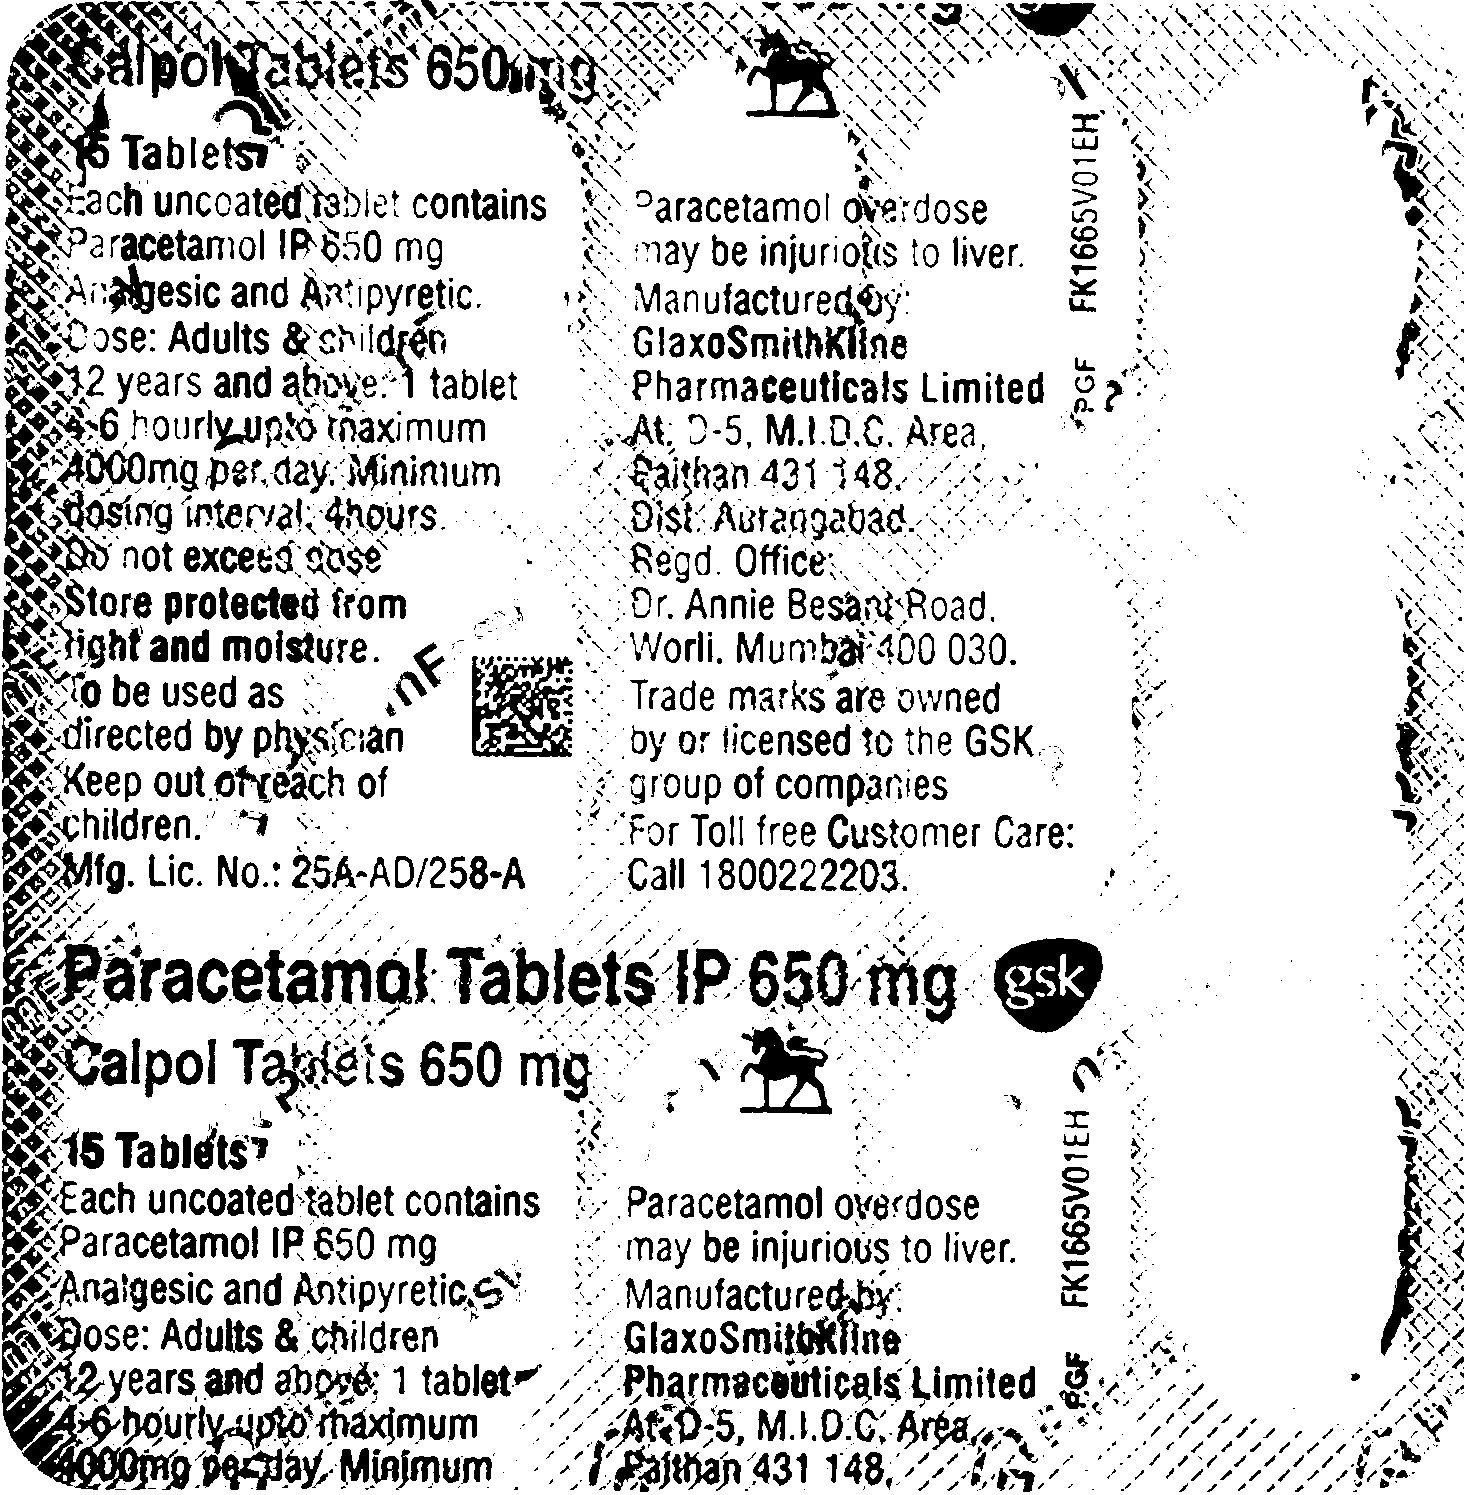 Calpol Tablets 650 mg
15 Tablets
Each uncoated tablet contains
Paracetamol IP 650 mg
Analgesic and Antipyretic.
Dose: Adults & children
12 years and above: 1 tablet
4-6 hourly upto maximum
4000mg per day. Minimum
dosing interval: 4hours.
Do not exceed dose
Store protected from
light and moisture.
To be used as
directed by physician
Keep out of reach of
children.
Mfg. Lic. No.: 25A-AD/258-A
Paracetamol overdose
may be injurious to liver.
Manufactured by:
GlaxoSmithKline
Pharmaceuticals Limited
At: D-5, M.I.D.C. Area,
Paithan 431 148,
Dist: Aurangabad.
Regd. Office:
Dr. Annie Besant Road,
Worli, Mumbai 400 030.
Trade marks are owned
by or licensed to the GSK
group of companies
For Toll free Customer Care:
Call 1800222203.
PGF FK1665V01EH
Paracetamol Tablets IP 650 mg
gsk
Calpol Tablets 650 mg
15 Tablets
Each uncoated tablet contains
Paracetamol IP 650 mg
Analgesic and Antipyretic.
Dose: Adults & children
12 years and above: 1 tablet
4-6 hourly upto maximum
4000mg per day. Minimum
Paracetamol overdose
may be injurious to liver.
Manufactured by:
GlaxoSmithKline
Pharmaceuticals Limited
At: D-5, M.I.D.C. Area,
Paithan 431 148,
PGF FK1665V01EH